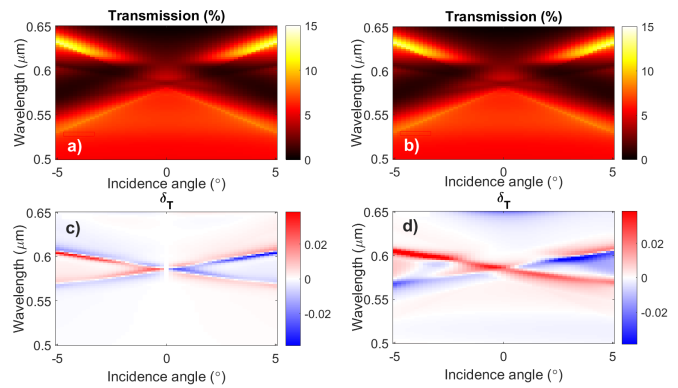 Transmission (%)
Wavelength (μm)
0.65
0.6
0.55
0.5
a)
-5
0
5
Incidence angle (°)
15
10
5
0
Transmission (%)
Wavelength (μm)
0.65
0.6
0.55
0.5
b)
-5
0
5
Incidence angle (°)
15
10
5
0
δT
Wavelength (μm)
0.65
0.6
0.55
0.5
c)
-5
0
5
Incidence angle (°)
0.02
0
-0.02
δT
Wavelength (μm)
0.65
0.6
0.55
0.5
d)
-5
0
5
Incidence angle (°)
0.02
0
-0.02